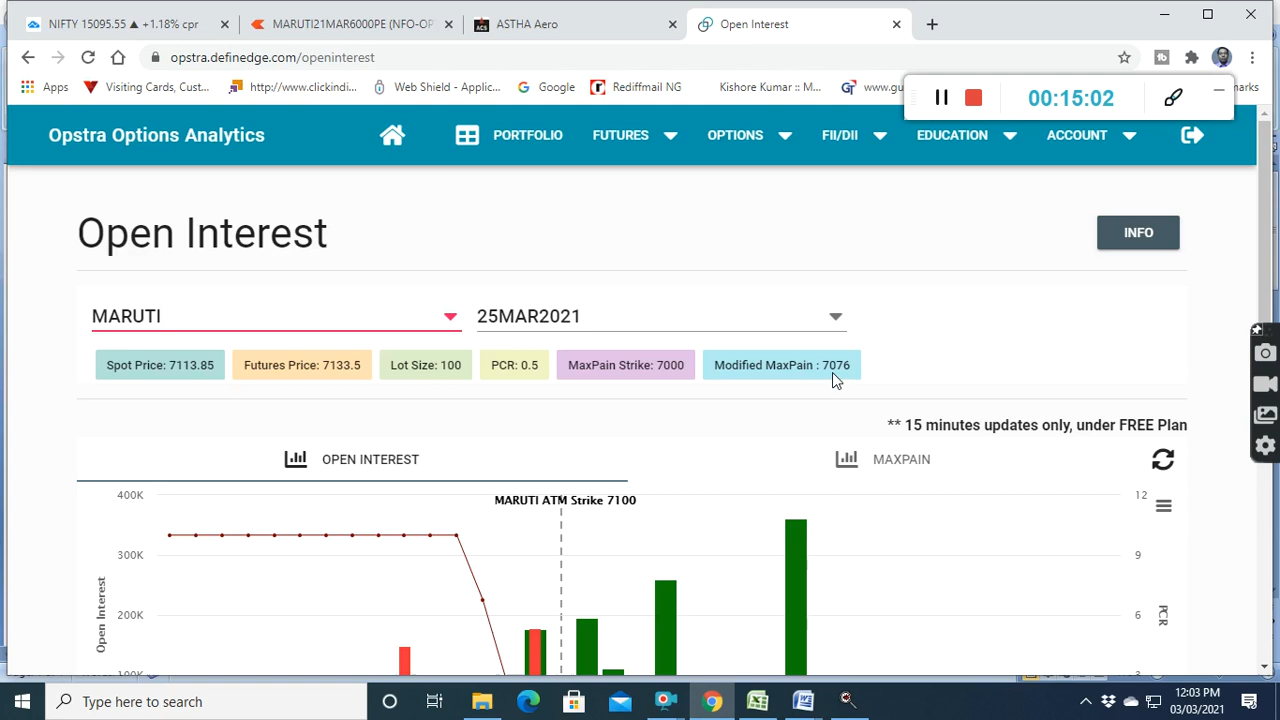 NIFTY 15095.55 ▲ +1.18% cpr
MARUTI21MAR6000PE (NFO-OP
ASTHA Aero
Open Interest
opstra.definedge.com/openinterest
Apps
Visiting Cards, Cust...
http://www.clickindi...
Web Shield - Applic...
Google
Rediffmail NG
Kishore Kumar :: M...
www.gu
marks
00:15:02
Opstra Options Analytics
PORTFOLIO
FUTURES
OPTIONS
FII/DII
EDUCATION
ACCOUNT
Open Interest
INFO
MARUTI
25MAR2021
Spot Price: 7113.85
Futures Price: 7133.5
Lot Size: 100
PCR: 0.5
MaxPain Strike: 7000
Modified MaxPain : 7076
** 15 minutes updates only, under FREE Plan
OPEN INTEREST
MAXPAIN
MARUTI ATM Strike 7100
400K
300K
200K
100K
Open Interest
12
9
6
3
PCR
Type here to search
12:03 PM
03/03/2021